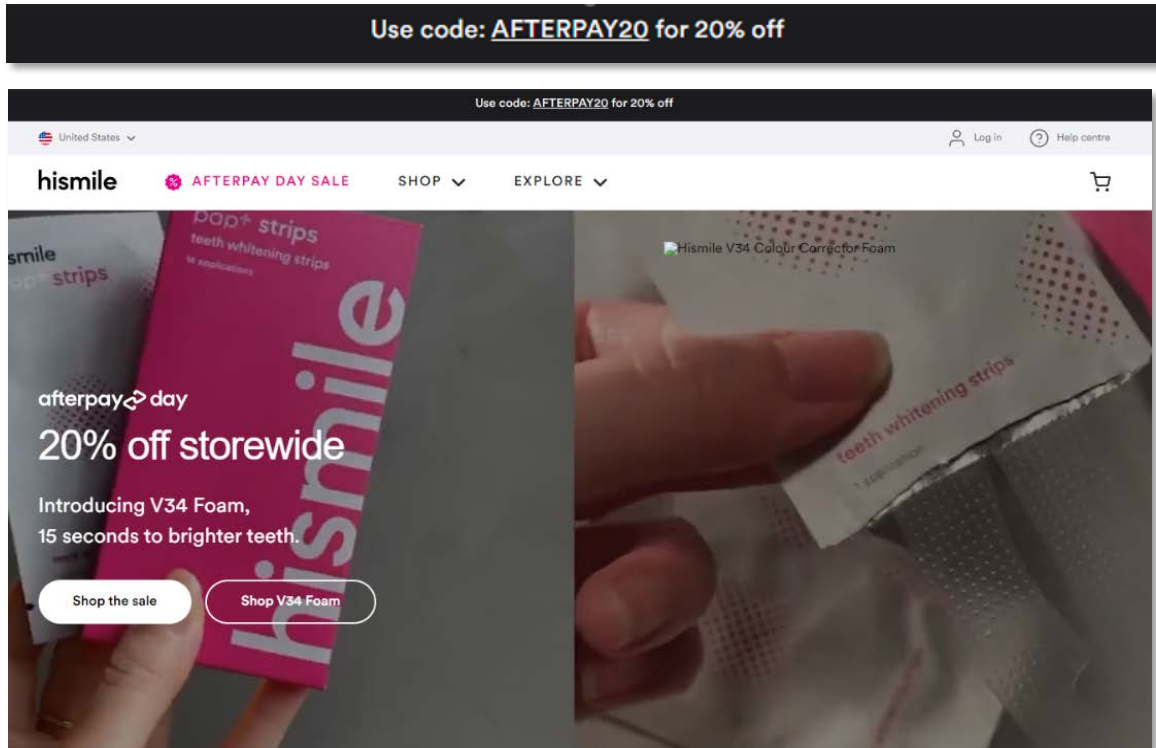 Use code: AFTERPAY20 for 20% off
Use code: AFTERPAY20 for 20% off
United States
Log in
Help centre
hismile
AFTERPAY DAY SALE
SHOP
EXPLORE
smile
strips
pap+ strips
teeth whitening strips
14 applications
hismile
Hismile V34 Colour Corrector Foam
teeth whitening strips
1 application
afterpay day
20% off storewide
Introducing V34 Foam,
15 seconds to brighter teeth.
Shop the sale
Shop V34 Foam